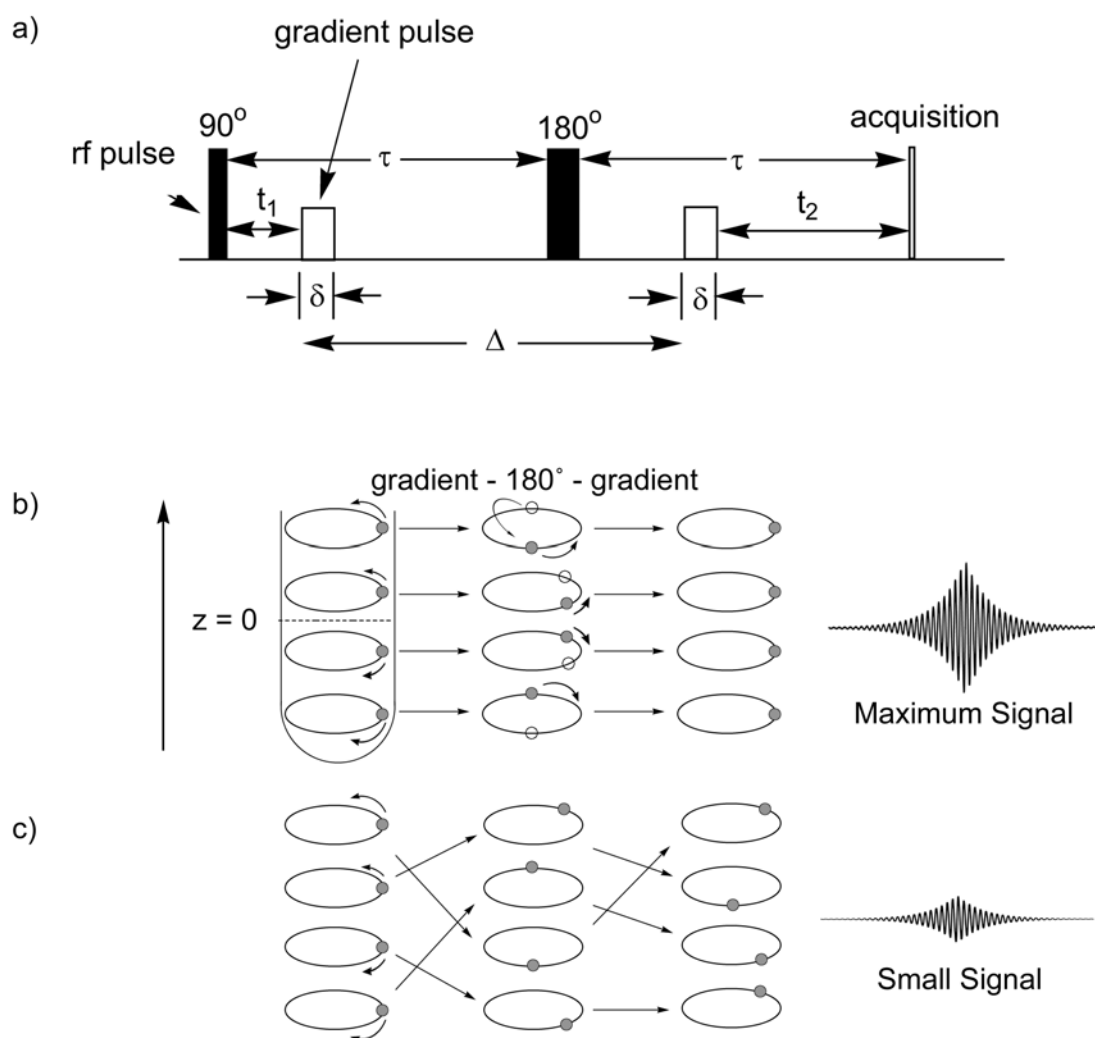 a)
gradient pulse
90°
180°
acquisition
rf pulse
τ
τ
t1
t2
δ
δ
Δ
b)
gradient - 180° - gradient
z = 0
Maximum Signal
c)
Small Signal